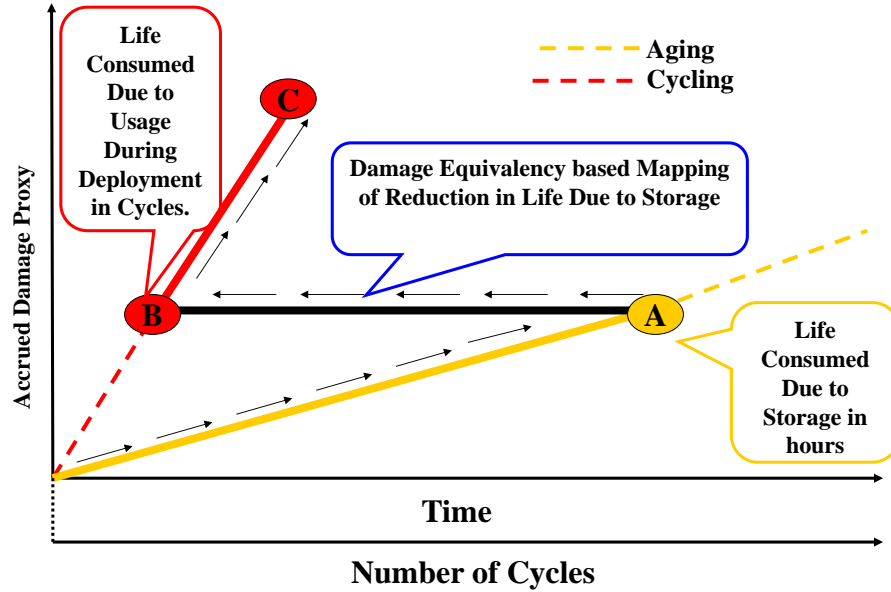 Life
Consumed
Due to
Usage
During
Deployment
in Cycles.
Aging
Cycling
C
Damage Equivalency based Mapping
of Reduction in Life Due to Storage
B
A
Life
Consumed
Due to
Storage in
hours
Accrued Damage Proxy
Time
Number of Cycles